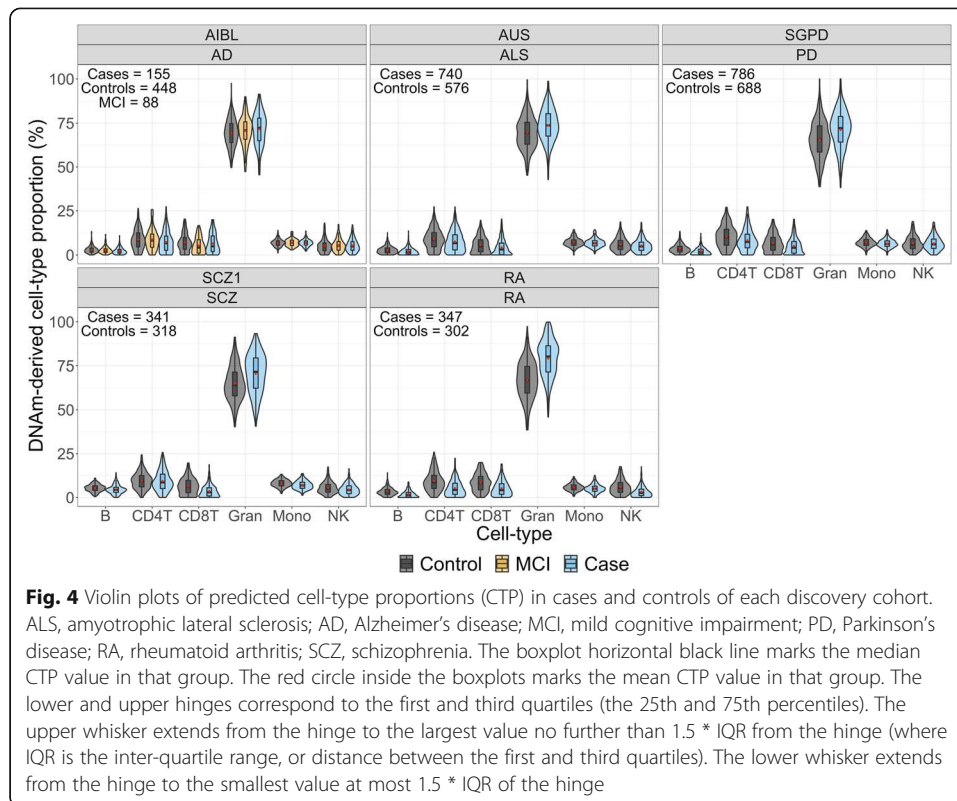 AIBL
AUS
SGPD
AD
ALS
PD
Cases = 155
Controls = 448
MCI = 88
Cases = 740
Controls = 576
Cases = 786
Controls = 688
100
75
50
25
0
B CD4T CD8T Gran Mono NK
SCZ1
RA
SCZ
RA
Cases = 341
Controls = 318
Cases = 347
Controls = 302
100
75
50
25
0
B CD4T CD8T Gran Mono NK
B CD4T CD8T Gran Mono NK
DNAm-derived cell-type proportion (%)
Cell-type
Control MCI Case
Fig. 4 Violin plots of predicted cell-type proportions (CTP) in cases and controls of each discovery cohort.
ALS, amyotrophic lateral sclerosis; AD, Alzheimer's disease; MCI, mild cognitive impairment; PD, Parkinson's
disease; RA, rheumatoid arthritis; SCZ, schizophrenia. The boxplot horizontal black line marks the median
CTP value in that group. The red circle inside the boxplots marks the mean CTP value in that group. The
lower and upper hinges correspond to the first and third quartiles (the 25th and 75th percentiles). The
upper whisker extends from the hinge to the largest value no further than 1.5 * IQR from the hinge (where
IQR is the inter-quartile range, or distance between the first and third quartiles). The lower whisker extends
from the hinge to the smallest value at most 1.5 * IQR of the hinge